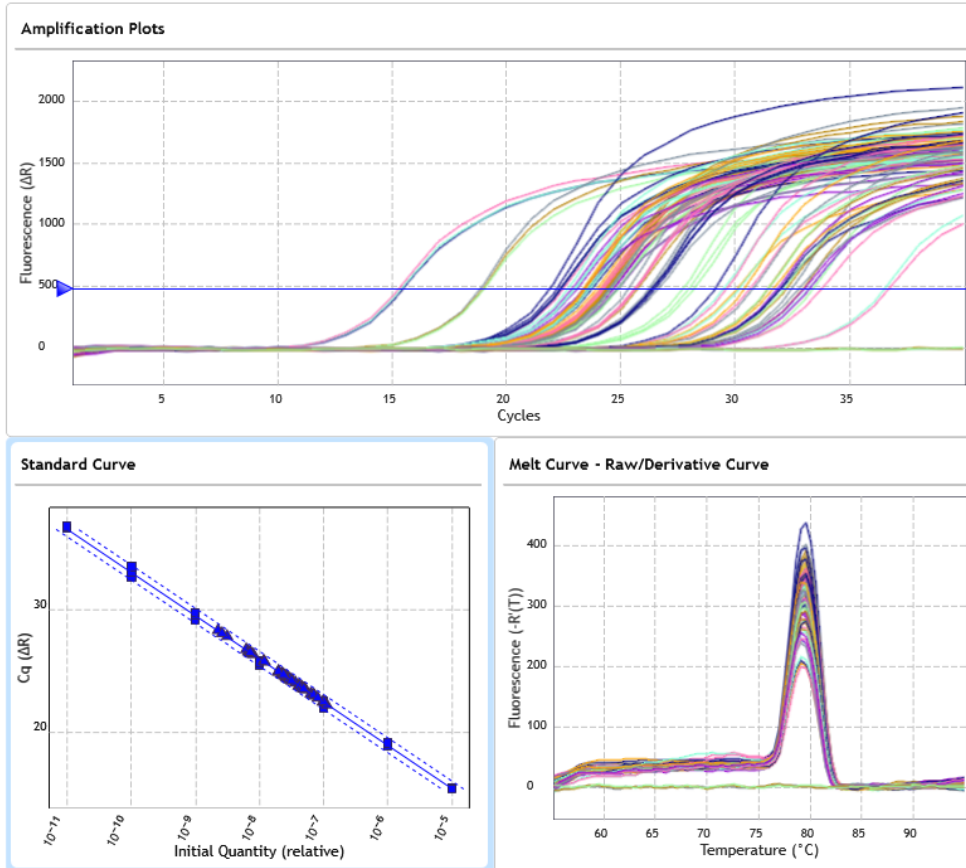 Amplification Plots
Fluorescence (ΔR)
2000
1500
1000
500
0
5 10 15 20 25 30 35
Cycles
Standard Curve
Cq (ΔR)
30
20
10⁻¹¹ 10⁻¹⁰ 10⁻⁹ 10⁻⁸ 10⁻⁷ 10⁻⁶ 10⁻⁵
Initial Quantity (relative)
Melt Curve - Raw/Derivative Curve
Fluorescence (-R'(T))
400
300
200
100
0
60 65 70 75 80 85 90
Temperature (°C)